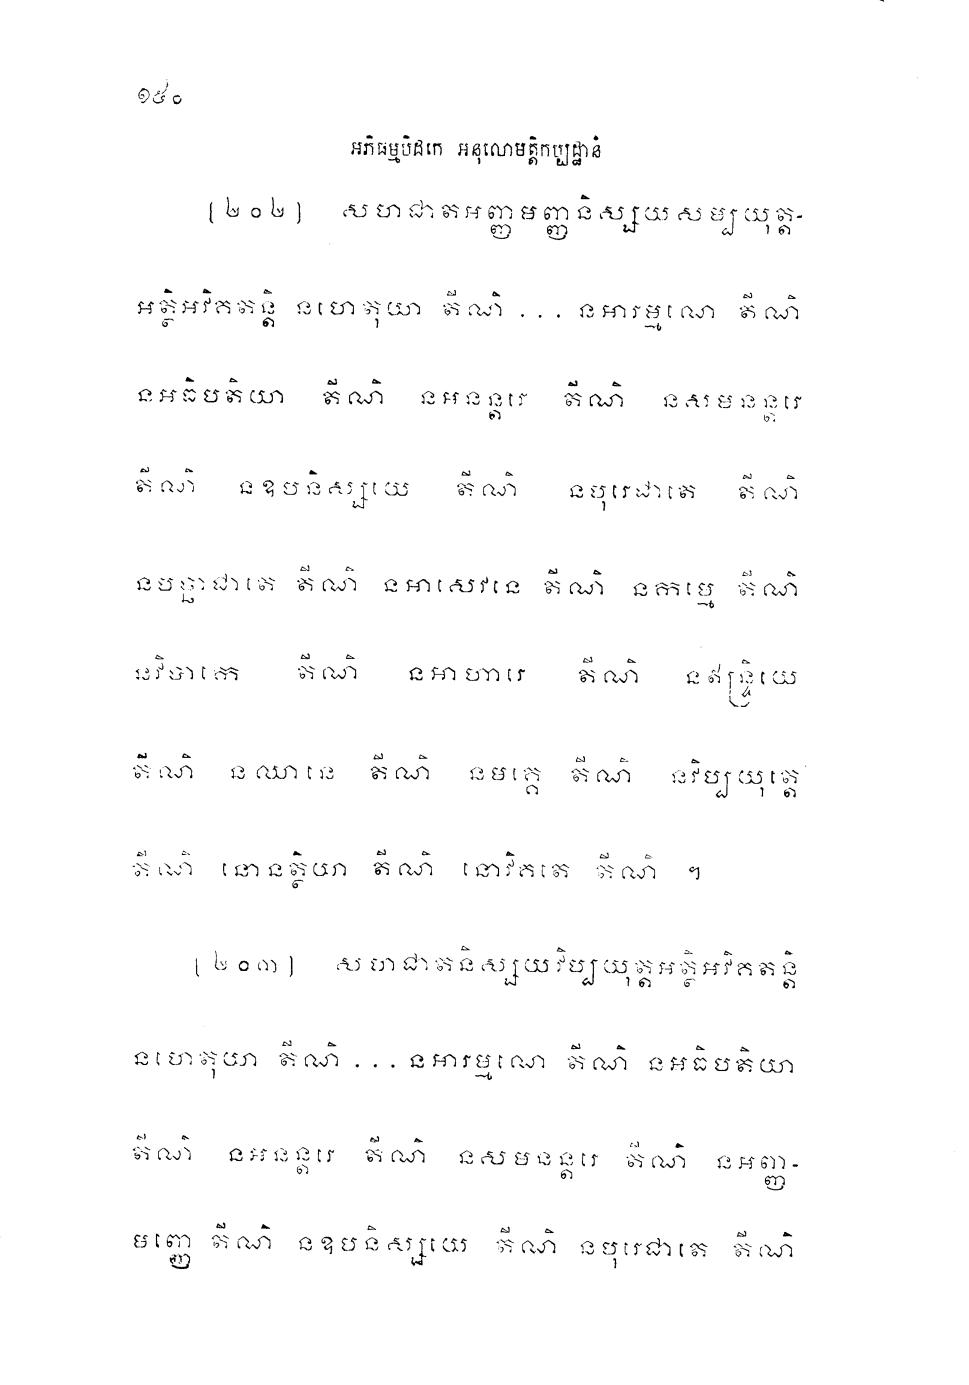 ១៥០
អភិធម្មបិដកេ អនុលោមត្តិកប្បដ្ឋានំ
(២០២) សហជាតអញ្ញមញ្ញនិស្សយសម្បយុត្ត-
អត្ថិអវិគតន្តិ នហេតុយា តីណិ ... នអារម្មណេ តីណិ
នអធិបតិយា តីណិ នអនន្តរេ តីណិ នសមនន្តរេ
តីណិ នឧបនិស្សយេ តីណិ នបុរេជាតេ តីណិ
នបច្ឆាជាតេ តីណិ នអាសេវនេ តីណិ នកម្មេ តីណិ
នវិបាកេ តីណិ នអាហារេ តីណិ នឥន្ទ្រិយេ
តីណិ នឈានេ តីណិ នមគ្គេ តីណិ នវិប្បយុត្តេ
តីណិ នោនត្ថិយា តីណិ នោវិគតេ តីណិ ។
(២០៣) សហជាតនិស្សយវិប្បយុត្តអត្ថិអវិគតន្តិ
នហេតុយា តីណិ ... នអារម្មណេ តីណិ នអធិបតិយា
តីណិ នអនន្តរេ តីណិ នសមនន្តរេ តីណិ នអញ្ញ-
មញ្ញេ តីណិ នឧបនិស្សយេ តីណិ នបុរេជាតេ តីណិ